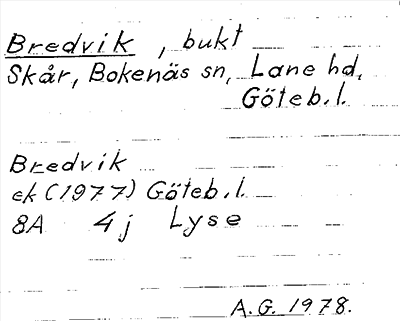 Bredvik, bukt
Skår, Bokenäs sn, Lane hd,
Göteb. l.
Bredvik
ek (1977) Göteb. l.
8A 4j Lyse
A. G. 1978.